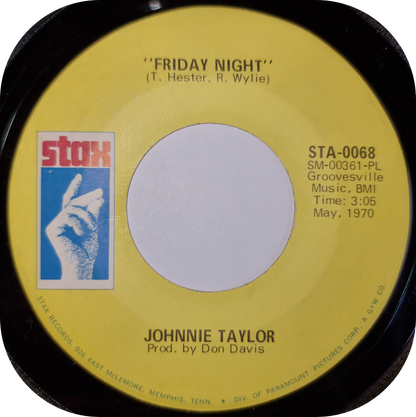 "FRIDAY NIGHT"
(T. Hester, R. Wylie)
stax
STA-0068
SM-00361-PL
Groovesville
Music, BMI
Time: 3:05
May, 1970
JOHNNIE TAYLOR
Prod. by Don Davis
STAX RECORDS, 926 EAST McLEMORE, MEMPHIS, TENN. • DIV. OF PARAMOUNT PICTURES CORP., A G+W CO.